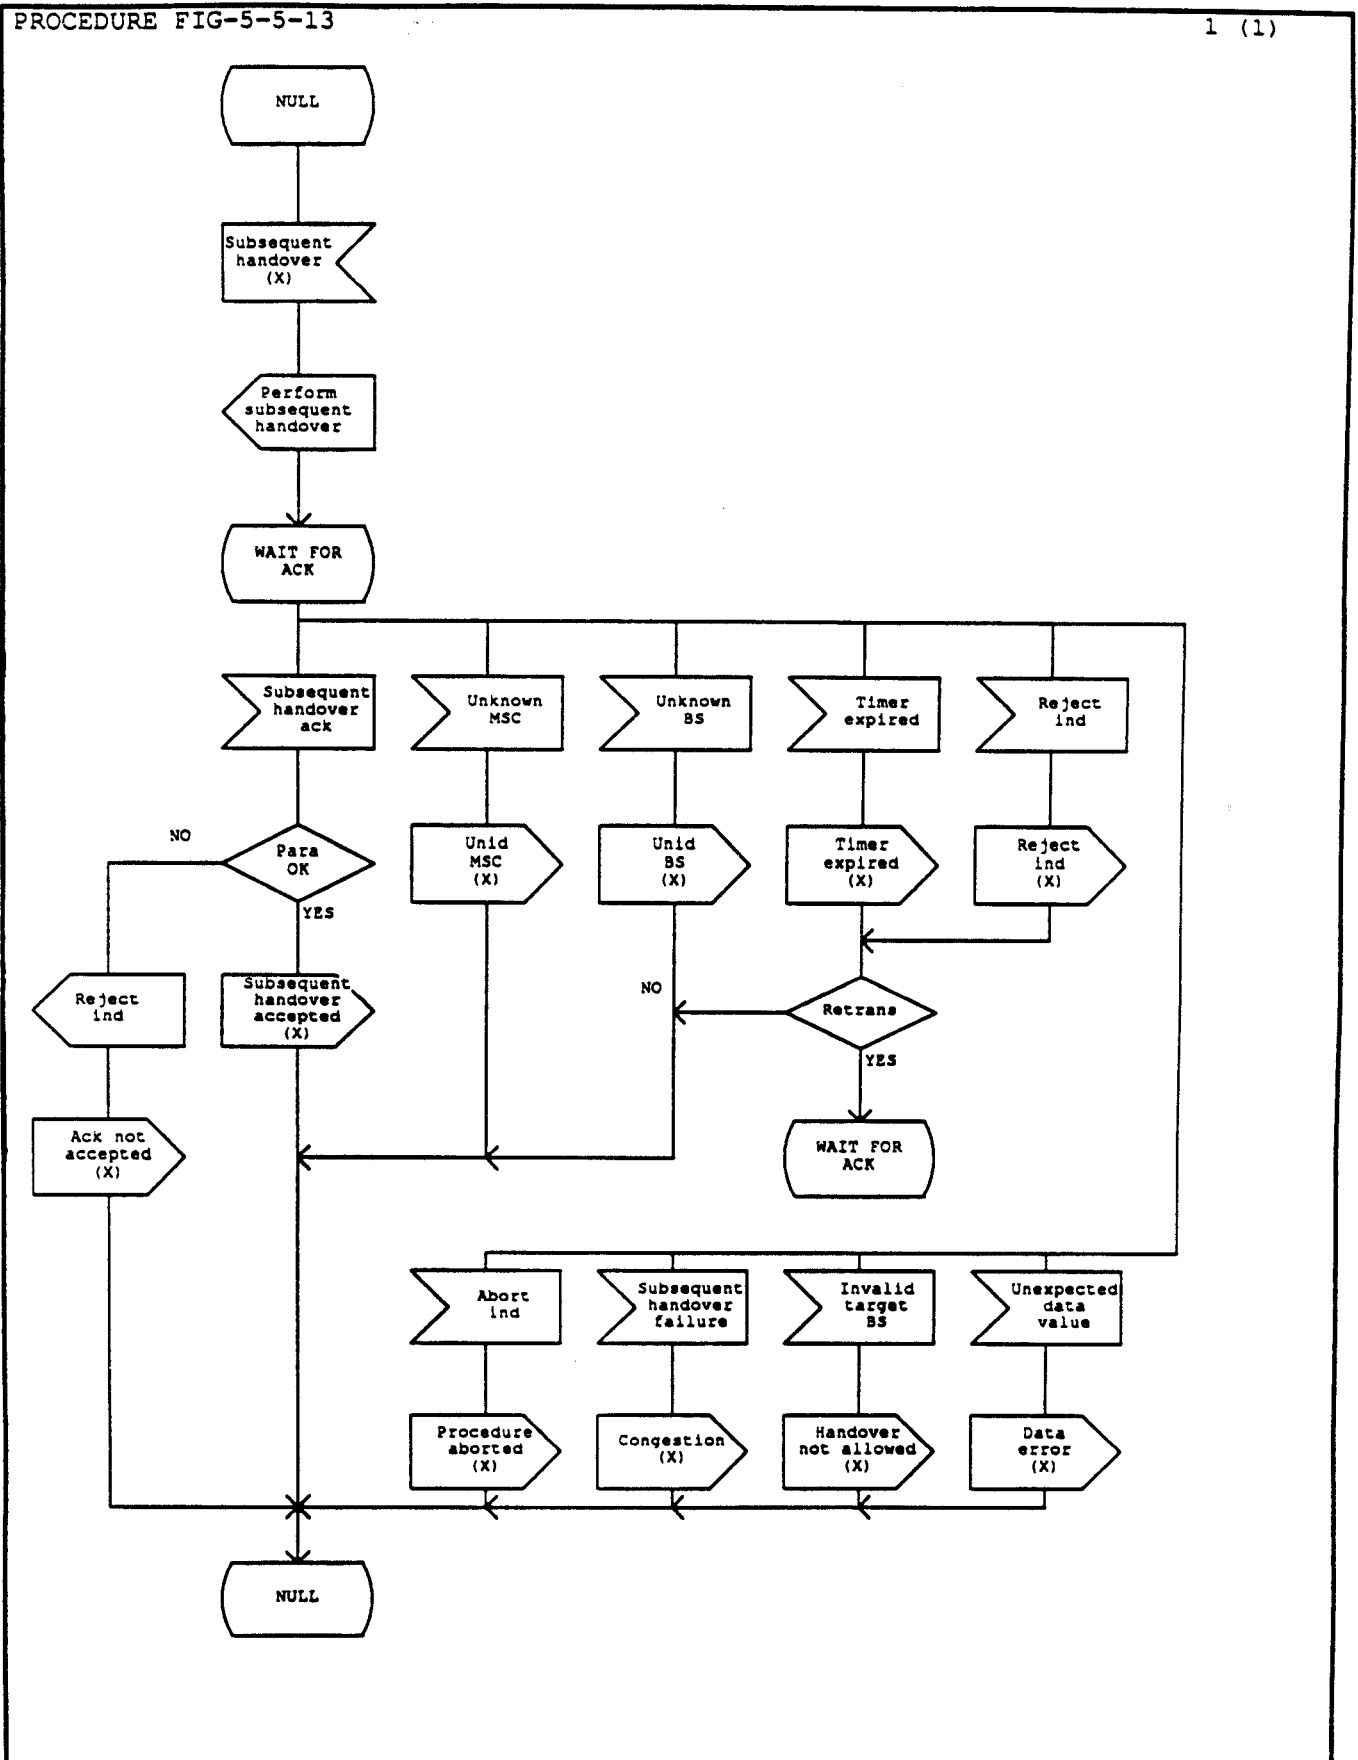 PROCEDURE FIG-5-5-13
1 (1)
NULL
Subsequent
handover
(X)
Perform
subsequent
handover
WAIT FOR
ACK
Subsequent
handover
ack
Unknown
MSC
Unknown
BS
Timer
expired
Reject
ind
NO
Para
OK
YES
Unid
MSC
(X)
Unid
BS
(X)
Timer
expired
(X)
Reject
ind
(X)
Reject
ind
Subsequent
handover
accepted
(X)
NO
Retrans
YES
Ack not
accepted
(X)
WAIT FOR
ACK
Abort
ind
Subsequent
handover
failure
Invalid
target
BS
Unexpected
data
value
Procedure
aborted
(X)
Congestion
(X)
Handover
not allowed
(X)
Data
error
(X)
NULL